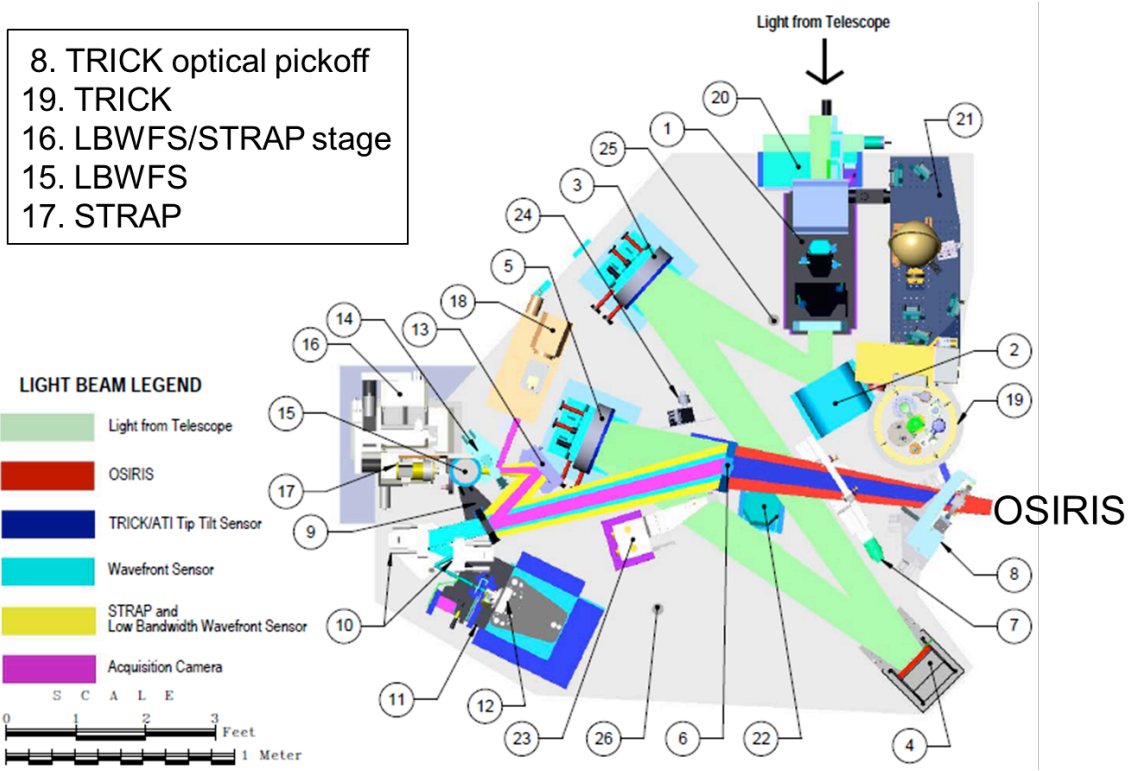 8. TRICK optical pickoff
19. TRICK
16. LBWFS/STRAP stage
15. LBWFS
17. STRAP
Light from Telescope
20
1
21
25
3
24
5
18
14
13
16
2
15
19
17
9
OSIRIS
8
10
7
11
12
23
26
6
22
4
LIGHT BEAM LEGEND
Light from Telescope
OSIRIS
TRICK/ATI Tip Tilt Sensor
Wavefront Sensor
STRAP and
Low Bandwidth Wavefront Sensor
Acquisition Camera
S C A L E
0 1 2 3
Feet
1 Meter